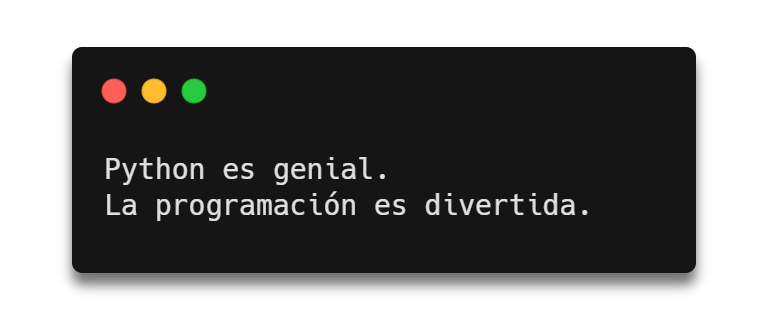 Python es genial.
La programación es divertida.